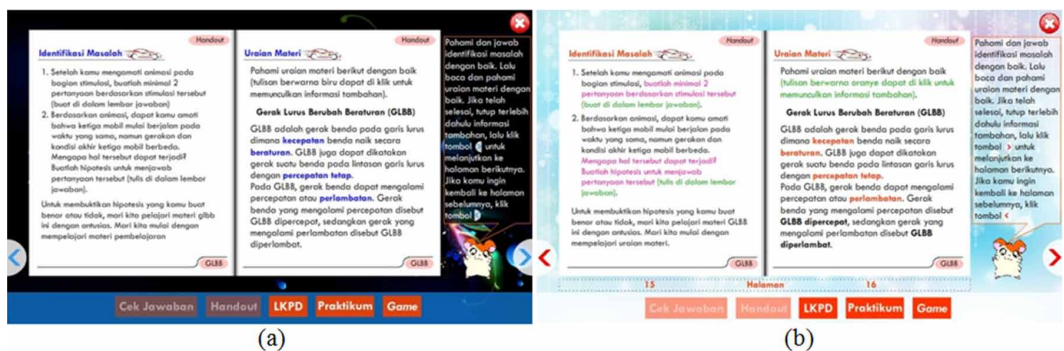 Handout
Identifikasi Masalah
1. Setelah kamu mengamati animasi pada
bagian stimulasi, buatlah minimal 2
pertanyaan berdasarkan stimulasi tersebut
(buat di dalam lembar jawaban).
2. Berdasarkan animasi, dapat kamu amati
bahwa ketiga mobil mulai berjalan pada
waktu yang sama, namun gerakan dan
kondisi akhir ketiga mobil berbeda.
Mengapa hal tersebut dapat terjadi?
Buatlah hipotesis untuk menjawab
pertanyaan tersebut (tulis di dalam lembar
jawaban).
Untuk membuktikan hipotesis yang kamu buat
benar atau tidak, mari kita pelajari materi glbb
ini dengan antusias. Mari kita mulai dengan
mempelajari materi pembelajaran
GLBB
Handout
Uraian Materi
Pahami uraian materi berikut dengan baik
(tulisan berwarna biru dapat di klik untuk
memunculkan informasi tambahan).
Gerak Lurus Berubah Beraturan (GLBB)
GLBB adalah gerak benda pada garis lurus
dimana kecepatan benda naik secara
beraturan. GLBB juga dapat dikatakan
gerak suatu benda pada lintasan garis lurus
dengan percepatan tetap.
Pada GLBB, gerak benda dapat mengalami
percepatan atau perlambatan. Gerak
benda yang mengalami percepatan disebut
GLBB dipercepat, sedangkan gerak yang
mengalami perlambatan disebut GLBB
diperlambat.
GLBB
Pahami dan jawab
identifikasi masalah
dengan baik. Lalu
baca dan pahami
uraian materi dengan
baik. Jika telah
selesai, tutup terlebih
dahulu informasi
tambahan, lalu klik
tombol untuk
melanjutkan ke
halaman berikutnya.
Jika kamu ingin
kembali ke halaman
sebelumnya, klik
tombol
Cek Jawaban Handout LKPD Praktikum Game
(a)
Handout
Identifikasi Masalah
1. Setelah kamu mengamati animasi pada
bagian stimulasi, buatlah minimal 2
pertanyaan berdasarkan stimulasi tersebut
(buat di dalam lembar jawaban).
2. Berdasarkan animasi, dapat kamu amati
bahwa ketiga mobil mulai berjalan pada
waktu yang sama, namun gerakan dan
kondisi akhir ketiga mobil berbeda.
Mengapa hal tersebut dapat terjadi?
Buatlah hipotesis untuk menjawab
pertanyaan tersebut (tulis di dalam lembar
jawaban).
Untuk membuktikan hipotesis yang kamu buat
benar atau tidak, mari kita pelajari materi GLBB
ini dengan antusias. Mari kita mulai dengan
mempelajari uraian materi.
GLBB
Handout
Uraian Materi
Pahami uraian materi berikut dengan baik
(tulisan berwarna oranye dapat di klik untuk
memunculkan informasi tambahan).
Gerak Lurus Berubah Beraturan (GLBB)
GLBB adalah gerak benda pada garis lurus
dimana kecepatan benda naik secara
beraturan. GLBB juga dapat dikatakan
gerak suatu benda pada lintasan garis lurus
dengan percepatan tetap.
Pada GLBB, gerak benda dapat mengalami
percepatan atau perlambatan. Gerak
benda yang mengalami percepatan disebut
GLBB dipercepat, sedangkan gerak yang
mengalami perlambatan disebut GLBB
diperlambat.
GLBB
Pahami dan jawab
identifikasi masalah
dengan baik. Lalu
baca dan pahami
uraian materi dengan
baik. Jika telah
selesai, tutup terlebih
dahulu informasi
tambahan, lalu klik
tombol > untuk
melanjutkan ke
halaman berikutnya.
Jika kamu ingin
kembali ke halaman
sebelumnya, klik
tombol <
15 Halaman 16
Cek Jawaban Handout LKPD Praktikum Game
(b)